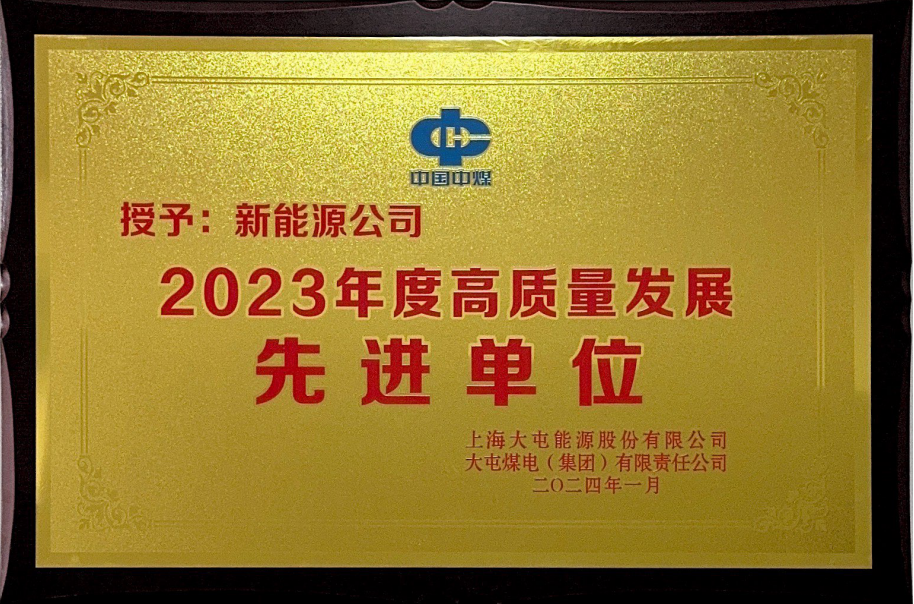 中国中煤
授予：新能源公司
2023年度高质量发展
先进单位
上海大屯能源股份有限公司
大屯煤电（集团）有限责任公司
二〇二四年一月